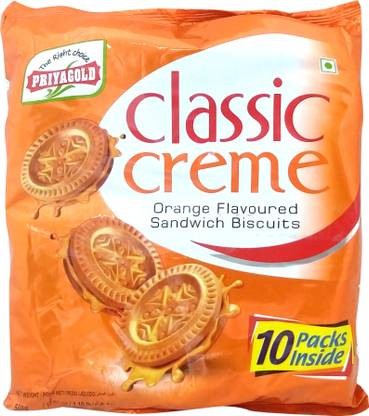 The Right choice
PRIYAGOLD
classic
creme
Orange Flavoured
Sandwich Biscuits
10 Packs
Inside